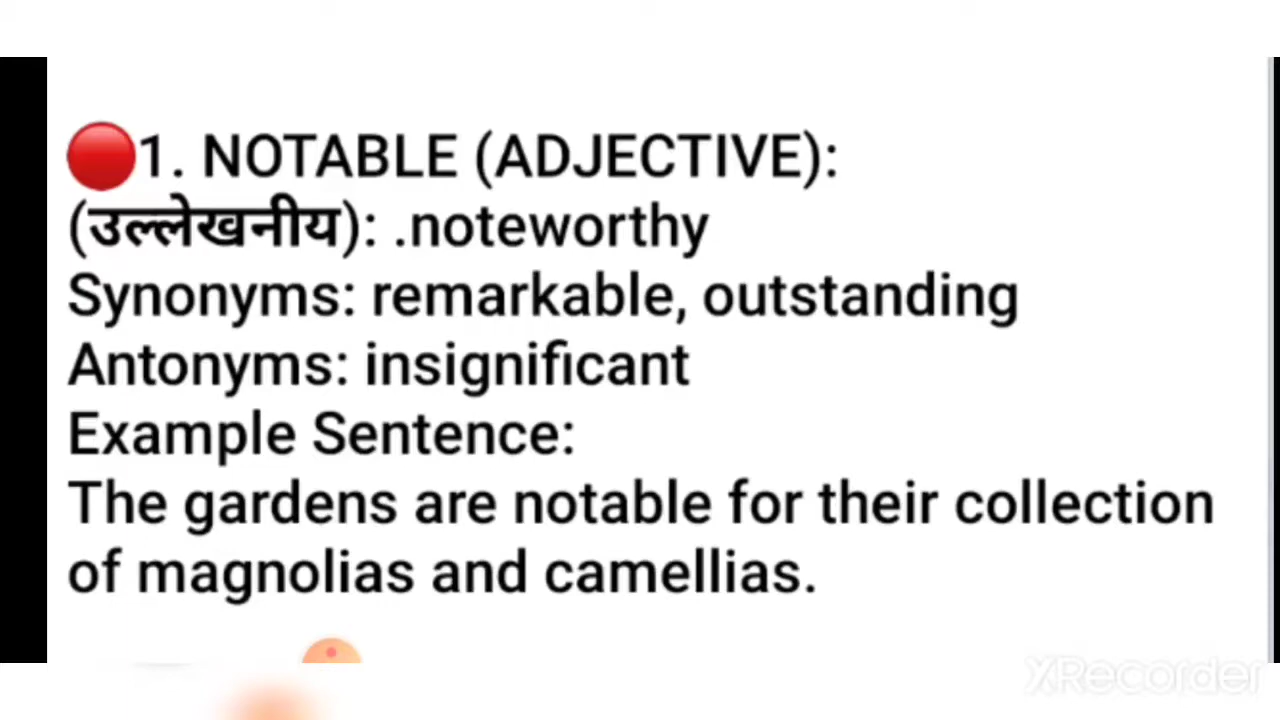 🔴1. NOTABLE (ADJECTIVE):
(उल्लेखनीय): .noteworthy
Synonyms: remarkable, outstanding
Antonyms: insignificant
Example Sentence:
The gardens are notable for their collection
of magnolias and camellias.
XRecorder